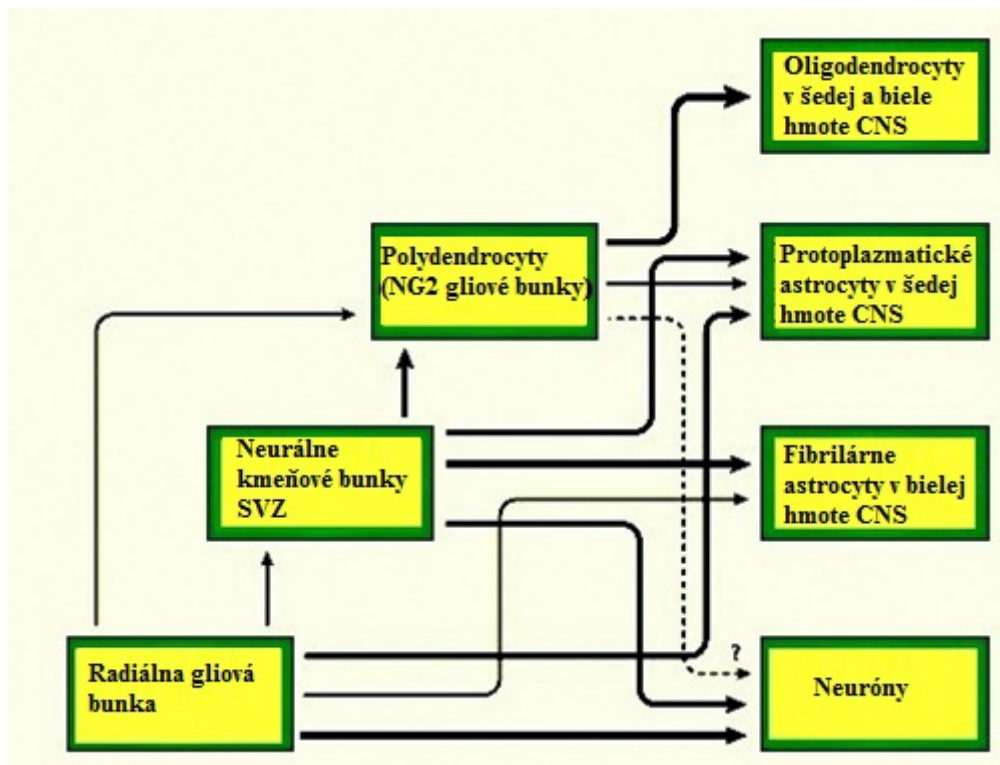 Oligodendrocyty
v šedej a biele
hmote CNS
Polydendrocyty
(NG2 gliové bunky)
Protoplazmatické
astrocyty v šedej
hmote CNS
Neurálne
kmeňové bunky
SVZ
Fibrilárne
astrocyty v bielej
hmote CNS
Radiálna gliová
bunka
?
Neuróny